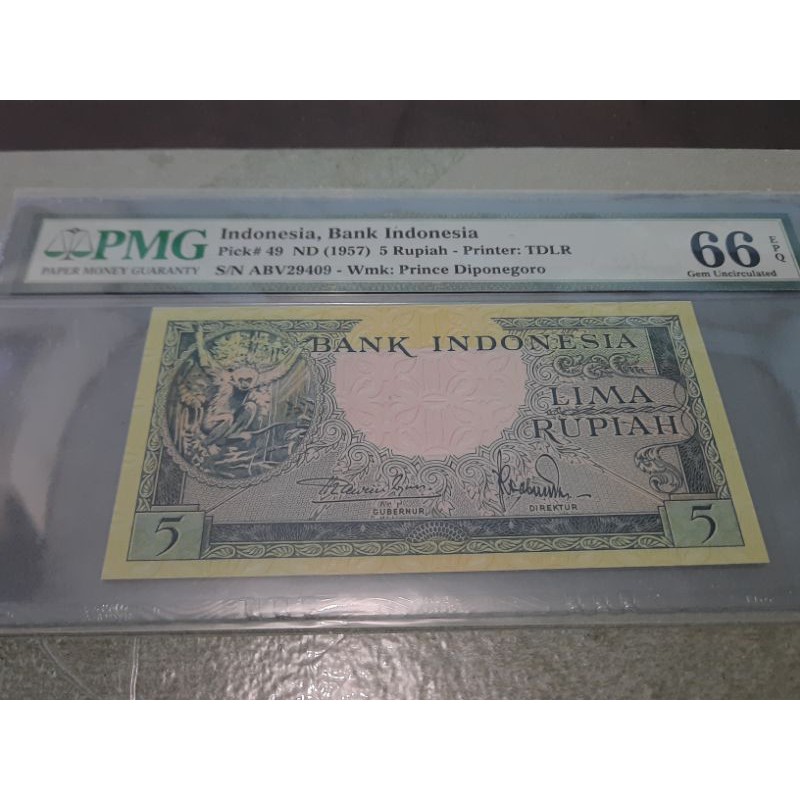 PMG
PAPER MONEY GUARANTY
Indonesia, Bank Indonesia
Pick# 49 ND (1957) 5 Rupiah - Printer: TDLR
S/N ABV29409 - Wmk: Prince Diponegoro
66 EPQ
Gem Uncirculated
BANK INDONESIA
LIMA
RUPIAH
GUBERNUR
DIREKTUR
5
5